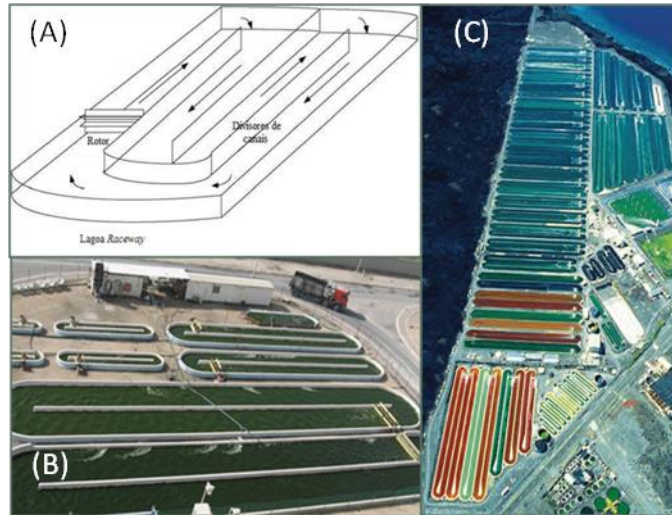 (A)
(C)
Rotor
Divisores de
canais
Lagoa Raceway
(B)